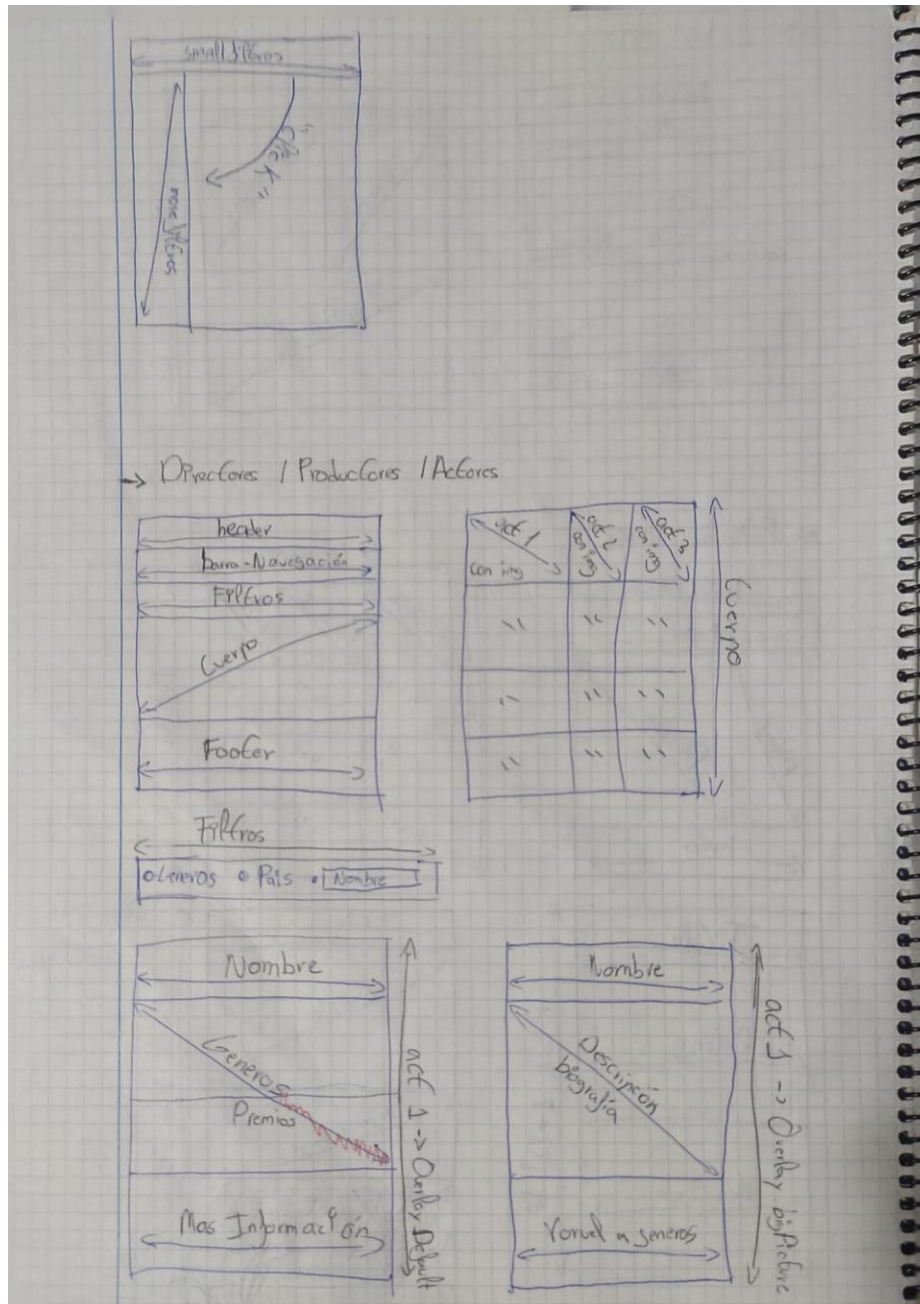 small filtros
"Click"
more filtros
→ Directores / Productores / Actores
header
barra-Navegación
Filtros
Cuerpo
Footer
act 1
con img
act 2
con img
act 3
con img
"
"
"
"
"
"
"
"
"
Cuerpo
Filtros
Generos
País
Nombre
Nombre
Generos
Premios
Mas Información
act 1 -> Overlay Default
Nombre
Descripción
biografía
a generos
act 1 -> Overlay bigPicture